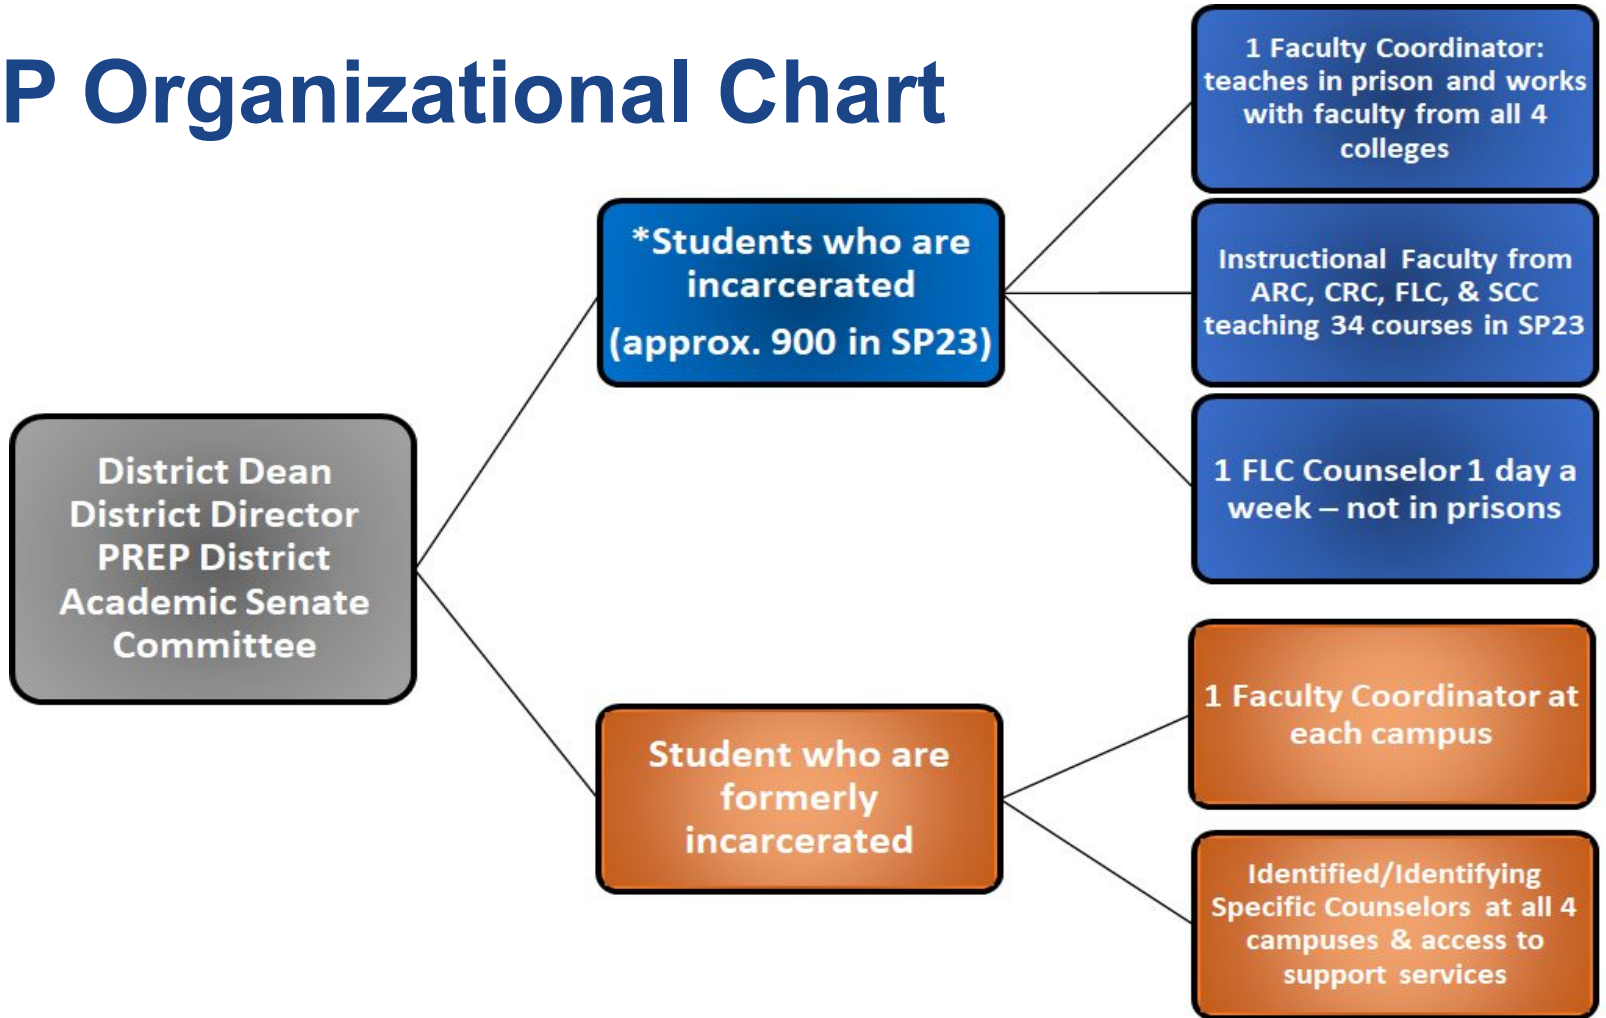 P Organizational Chart
District Dean
District Director
PREP District
Academic Senate
Committee
*Students who are
incarcerated
(approx. 900 in SP23)
1 Faculty Coordinator:
teaches in prison and works
with faculty from all 4
colleges
Instructional Faculty from
ARC, CRC, FLC, & SCC
teaching 34 courses in SP23
1 FLC Counselor 1 day a
week – not in prisons
Student who are
formerly
incarcerated
1 Faculty Coordinator at
each campus
Identified/Identifying
Specific Counselors at all 4
campuses & access to
support services